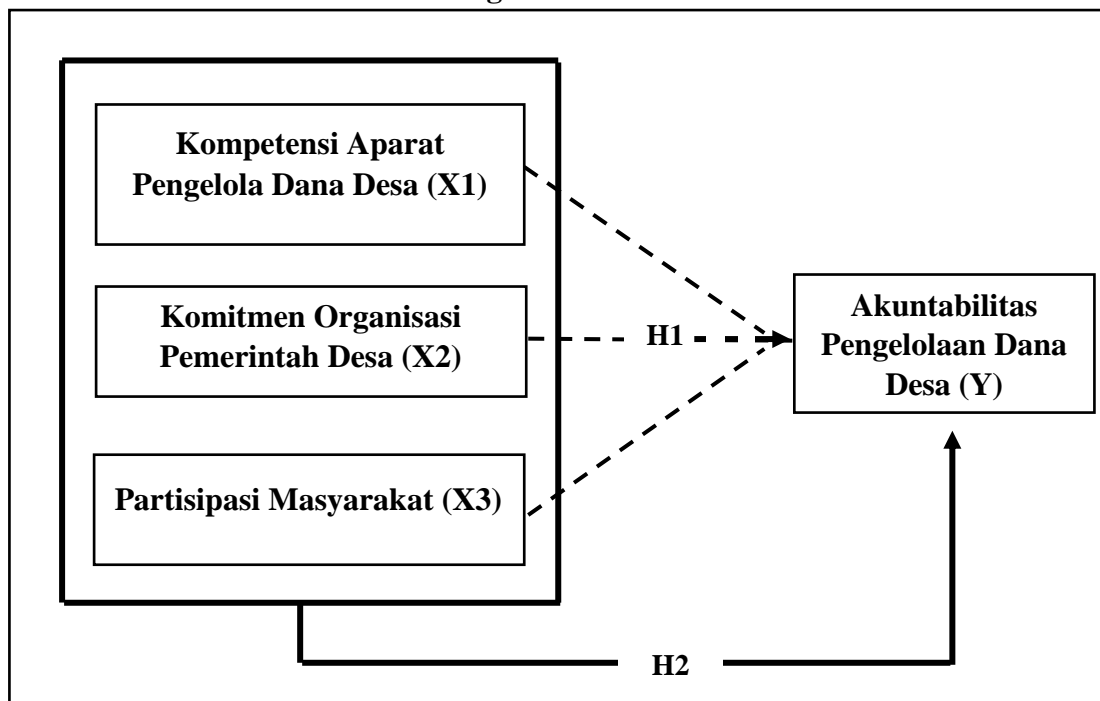 Kompetensi Aparat
Pengelola Dana Desa (X1)
Komitmen Organisasi
Pemerintah Desa (X2)
Partisipasi Masyarakat (X3)
H1
Akuntabilitas
Pengelolaan Dana
Desa (Y)
H2